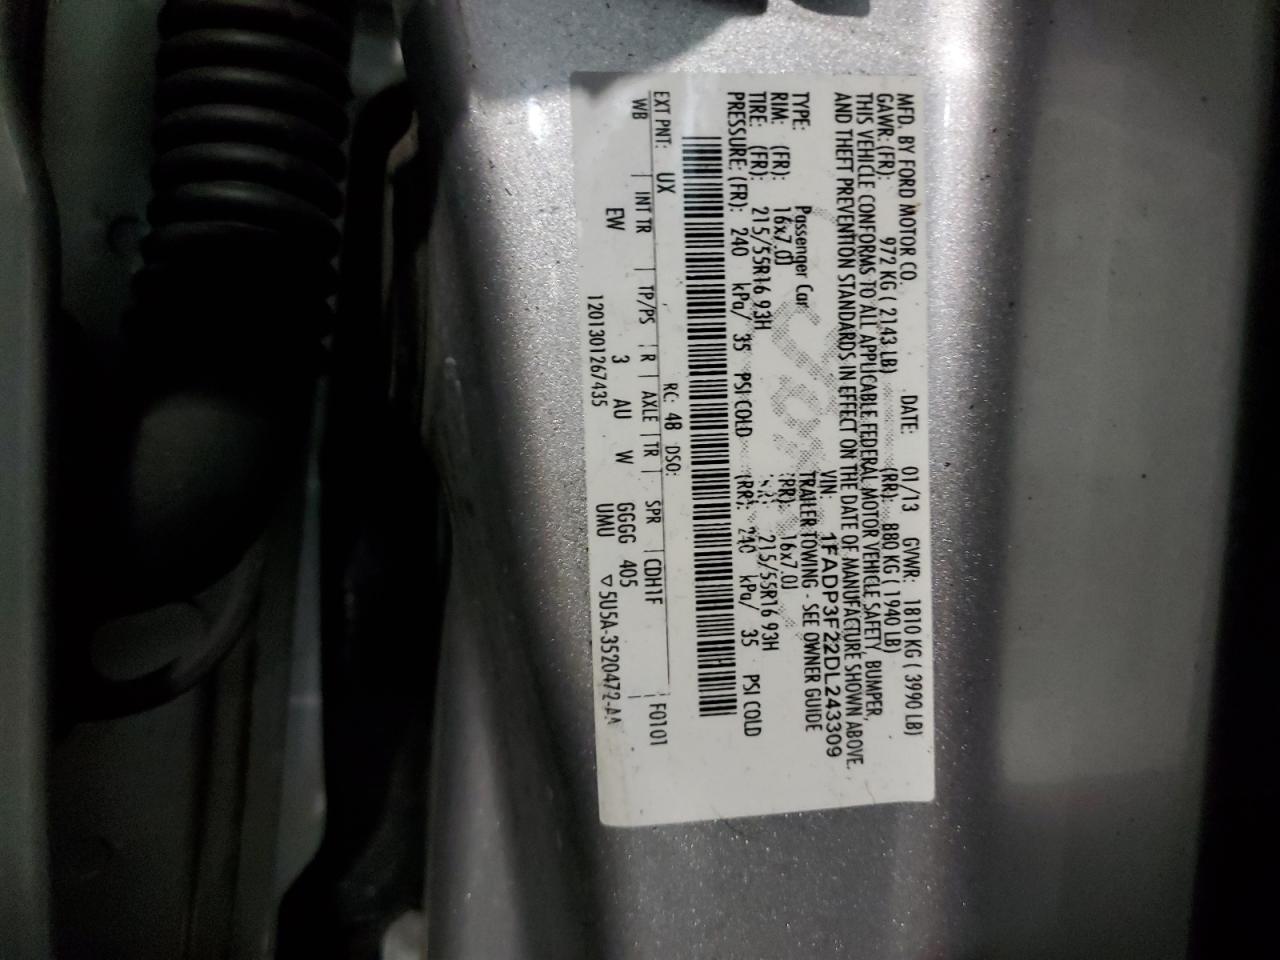 MFD. BY FORD MOTOR CO. DATE: 01/13 GVWR: 1810 KG ( 3990 LB)
GAWR: (FR): 972 KG ( 2143 LB) (RR): 880 KG ( 1940 LB)
THIS VEHICLE CONFORMS TO ALL APPLICABLE FEDERAL MOTOR VEHICLE SAFETY, BUMPER,
AND THEFT PREVENTION STANDARDS IN EFFECT ON THE DATE OF MANUFACTURE SHOWN ABOVE.
VIN: 1FADP3F22DL243309
TYPE: Passenger Car TRAILER TOWING - SEE OWNER GUIDE
RIM: (FR): 16x7.0J (RR): 16x7.0J
TIRE: (FR): 215/55R16 93H 215/55R16 93H
PRESSURE: (FR): 240 kPa/ 35 PSI COLD (RR): 240 kPa/ 35 PSI COLD
RC: 48 DSO:
EXT PNT: UX F0101
WB | INT TR | TP/PS | R | AXLE | TR | SPR | CDH1F
EW 3 AU W GGGG 405
UMU
1201301267435 ▽5U5A-3520472-AA